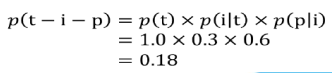 p(t − i − p) = p(t) × p(i|t) × p(p|i)
= 1.0 × 0.3 × 0.6
= 0.18